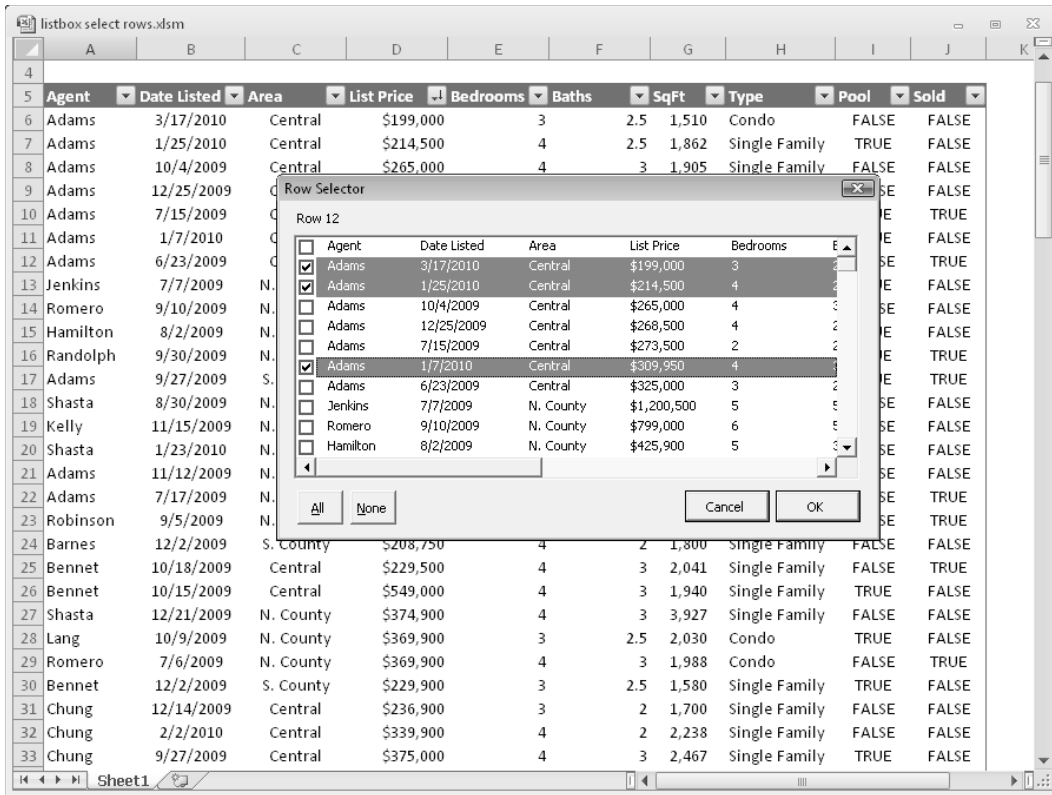 listbox select rows.xlsm
A B C D E F G H I J K
4
5 Agent Date Listed Area List Price Bedrooms Baths SqFt Type Pool Sold
6 Adams 3/17/2010 Central $199,000 3 2.5 1,510 Condo FALSE FALSE
7 Adams 1/25/2010 Central $214,500 4 2.5 1,862 Single Family TRUE FALSE
8 Adams 10/4/2009 Central $265,000 4 3 1,905 Single Family FALSE FALSE
9 Adams 12/25/2009 FALSE
10 Adams 7/15/2009 TRUE
11 Adams 1/7/2010 FALSE
12 Adams 6/23/2009 TRUE
13 Jenkins 7/7/2009 N. FALSE
14 Romero 9/10/2009 N. FALSE
15 Hamilton 8/2/2009 N. FALSE
16 Randolph 9/30/2009 N. TRUE
17 Adams 9/27/2009 S. TRUE
18 Shasta 8/30/2009 N. FALSE
19 Kelly 11/15/2009 N. FALSE
20 Shasta 1/23/2010 N. FALSE
21 Adams 11/12/2009 N. FALSE
22 Adams 7/17/2009 N. TRUE
23 Robinson 9/5/2009 N. TRUE
Row Selector
Row 12
Agent Date Listed Area List Price Bedrooms
Adams 3/17/2010 Central $199,000 3
Adams 1/25/2010 Central $214,500 4
Adams 10/4/2009 Central $265,000 4
Adams 12/25/2009 Central $268,500 4
Adams 7/15/2009 Central $273,500 2
Adams 1/7/2010 Central $309,950 4
Adams 6/23/2009 Central $325,000 3
Jenkins 7/7/2009 N. County $1,200,500 5
Romero 9/10/2009 N. County $799,000 6
Hamilton 8/2/2009 N. County $425,900 5
All None Cancel OK
24 Barnes 12/2/2009 S. County $208,750 4 2 1,800 Single Family FALSE FALSE
25 Bennet 10/18/2009 Central $229,500 4 3 2,041 Single Family FALSE TRUE
26 Bennet 10/15/2009 Central $549,000 4 3 1,940 Single Family TRUE FALSE
27 Shasta 12/21/2009 N. County $374,900 4 3 3,927 Single Family FALSE FALSE
28 Lang 10/9/2009 N. County $369,900 3 2.5 2,030 Condo TRUE FALSE
29 Romero 7/6/2009 N. County $369,900 4 3 1,988 Condo FALSE TRUE
30 Bennet 12/2/2009 S. County $229,900 3 2.5 1,580 Single Family TRUE FALSE
31 Chung 12/14/2009 Central $236,900 3 2 1,700 Single Family FALSE FALSE
32 Chung 2/2/2010 Central $339,900 4 2 2,238 Single Family FALSE FALSE
33 Chung 9/27/2009 Central $375,000 4 3 2,467 Single Family TRUE FALSE
Sheet1